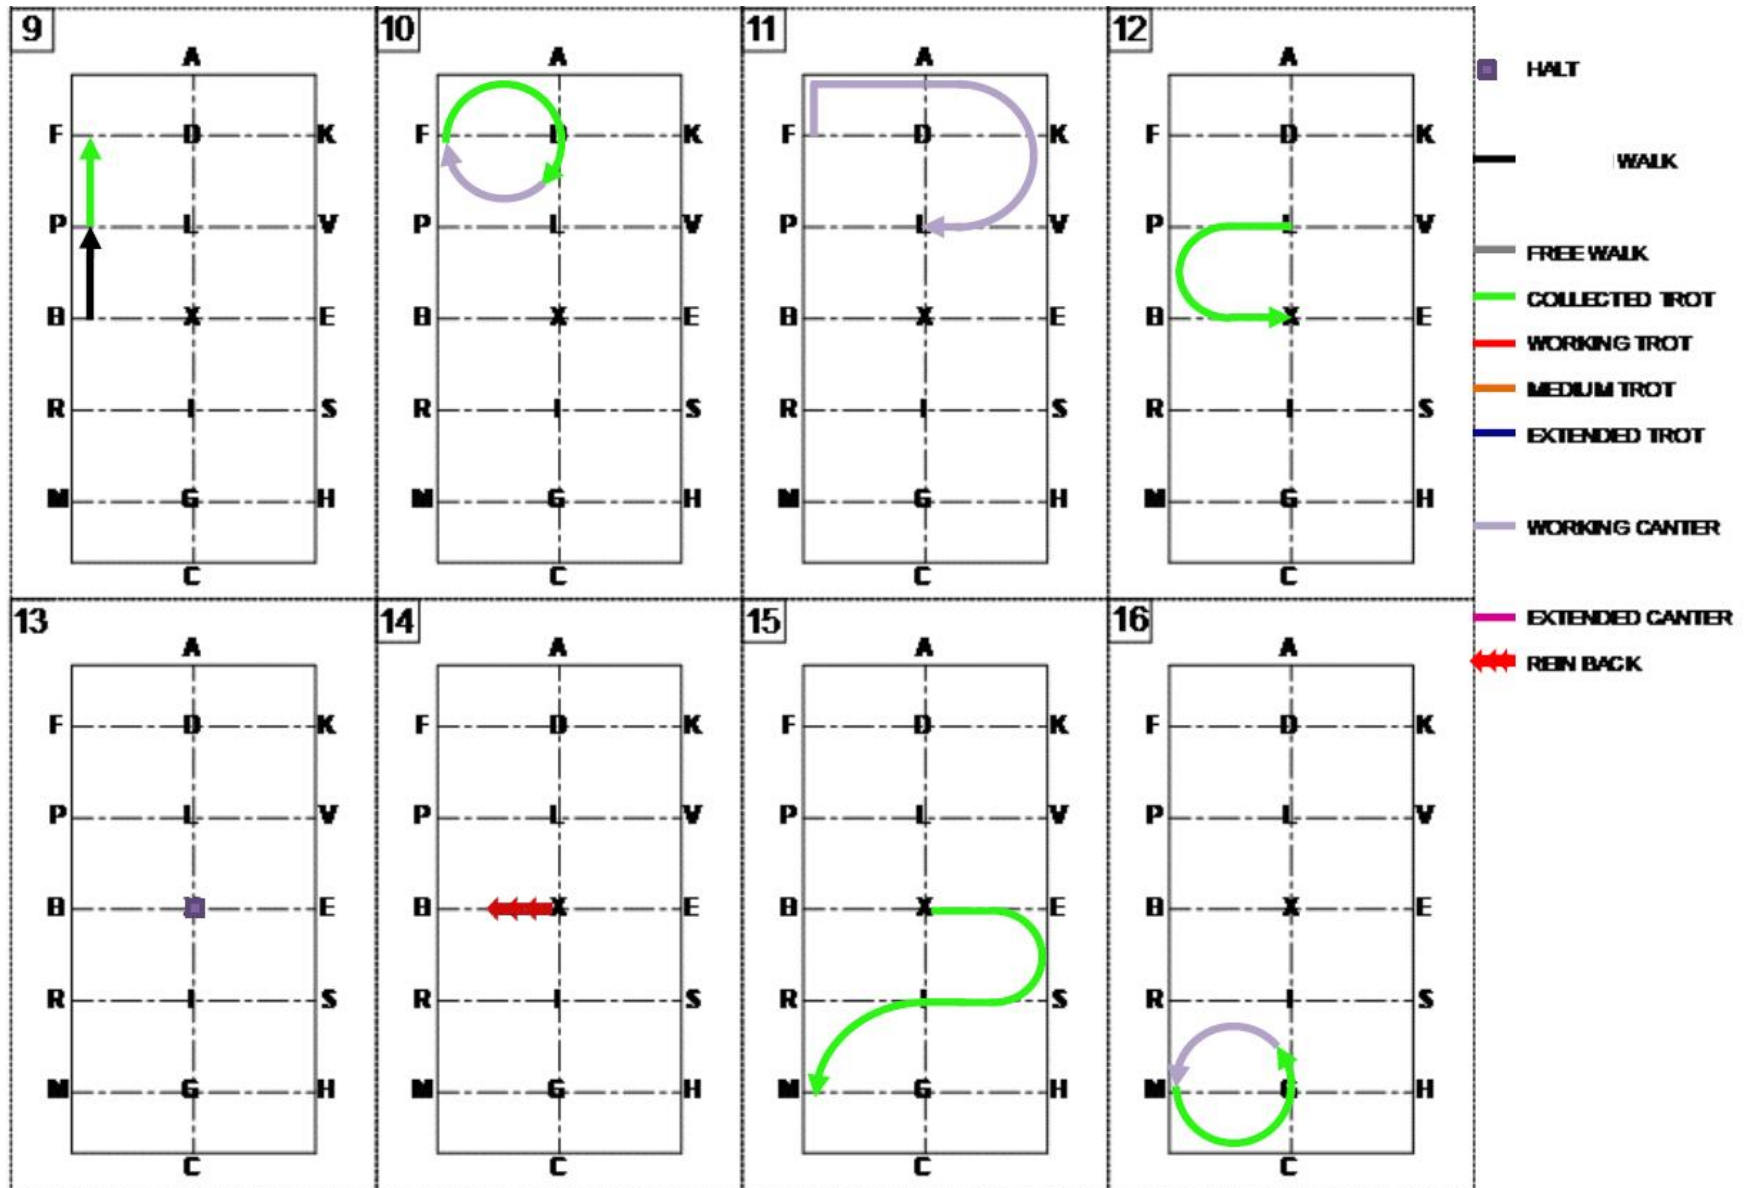 9
A
F D K
P L V
B X E
R I S
M G H
C
10
A
F D K
P L V
B X E
R I S
M G H
C
11
A
F D K
P L V
B X E
R I S
M G H
C
12
A
F D K
P L V
B X E
R I S
M G H
C
13
A
F D K
P L V
B E
R I S
M G H
C
14
A
F D K
P L V
B X E
R I S
M G H
C
15
A
F D K
P L V
B X E
R I S
M G H
C
16
A
F D K
P L V
B X E
R I S
M G H
C
HALT
WALK
FREE WALK
COLLECTED TROT
WORKING TROT
MEDIUM TROT
EXTENDED TROT
WORKING CANTER
EXTENDED CANTER
REIN BACK